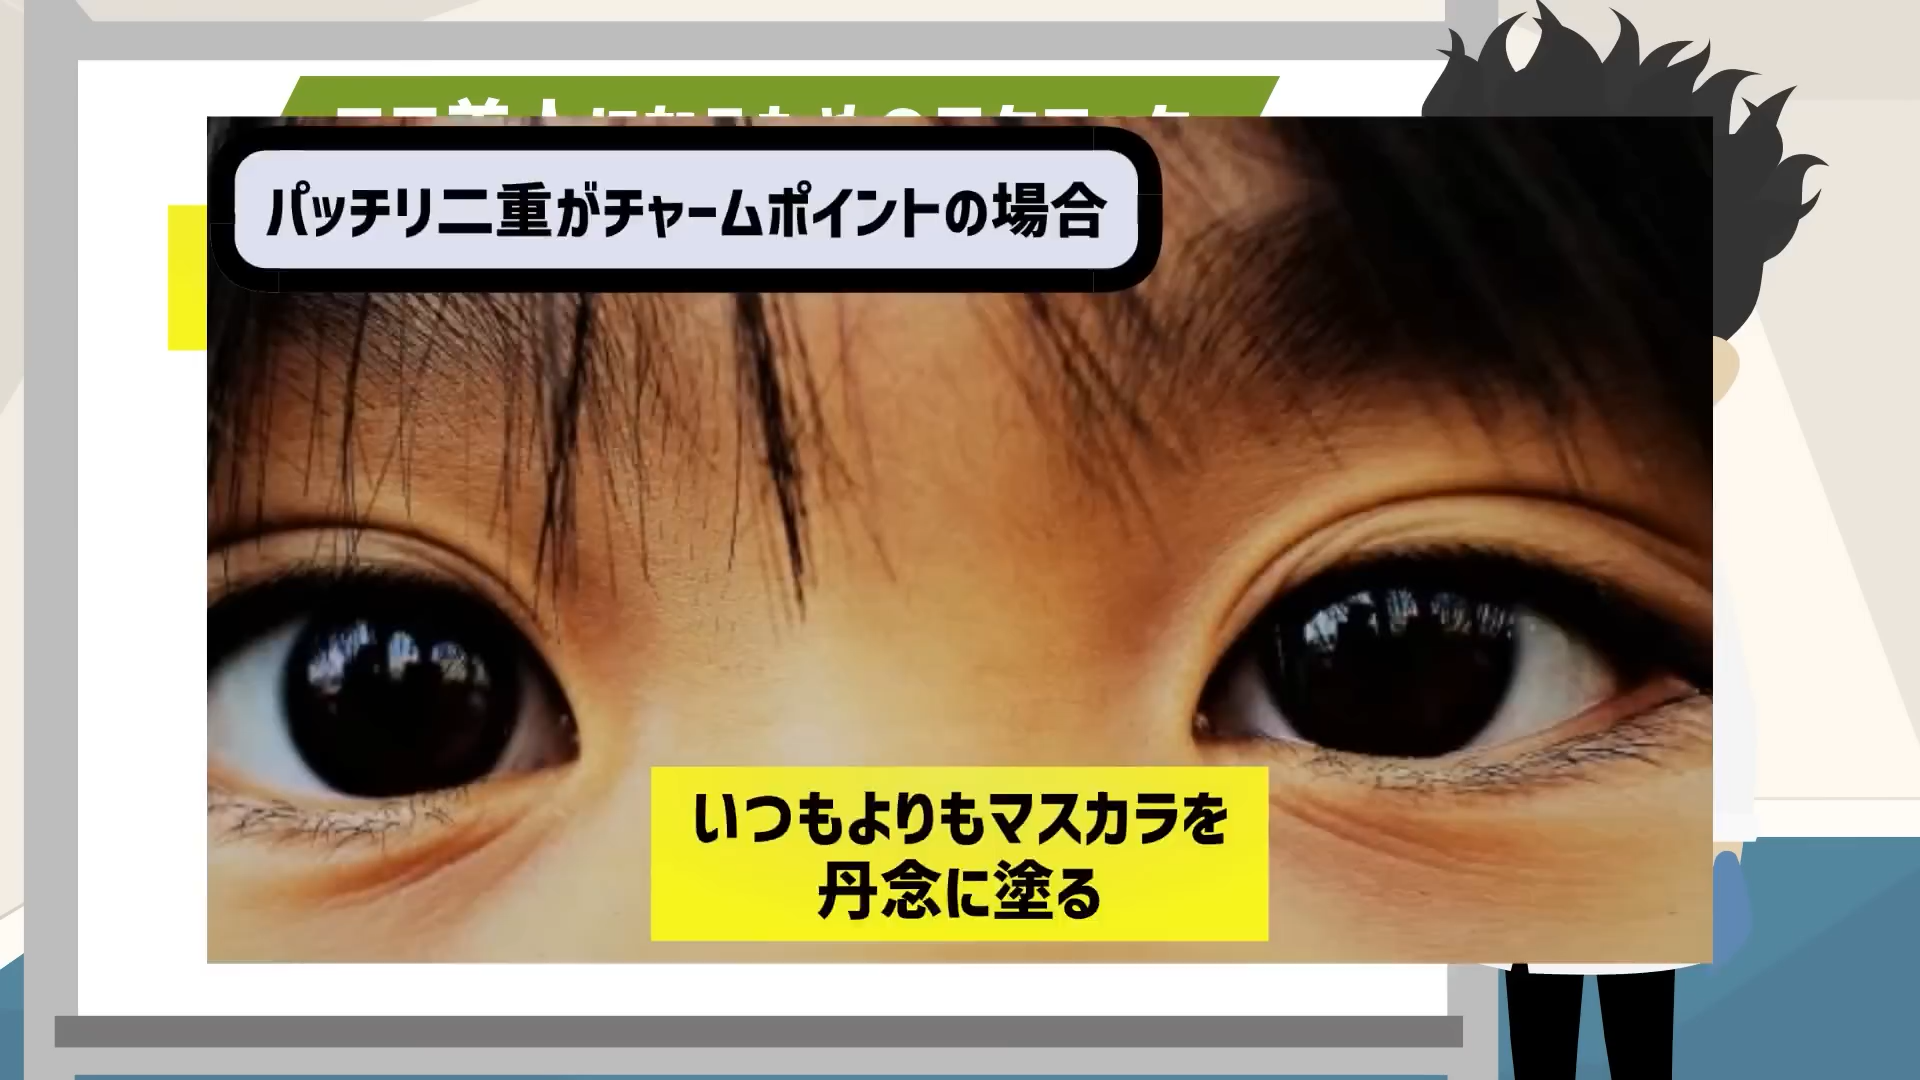 パッチリ二重がチャームポイントの場合
いつもよりもマスカラを
丹念に塗る